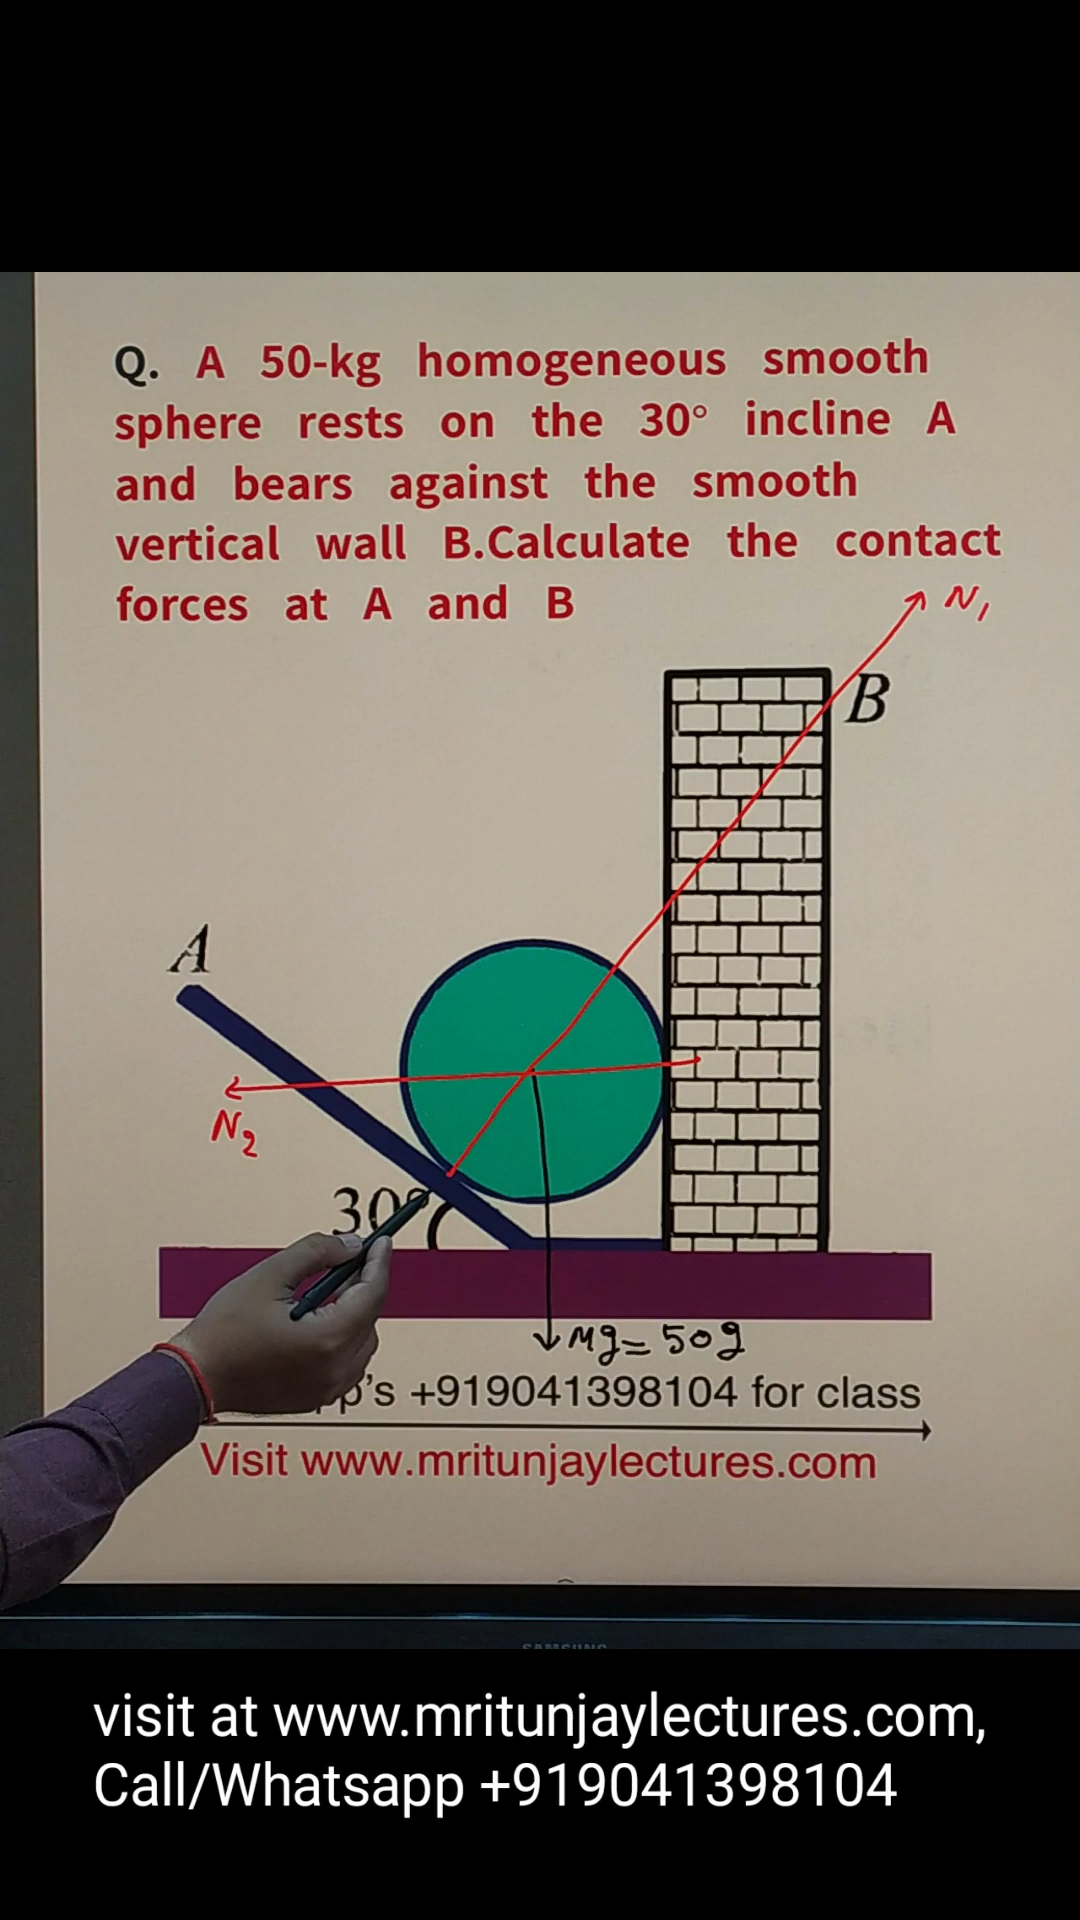 Q. A 50-kg homogeneous smooth
sphere rests on the 30° incline A
and bears against the smooth
vertical wall B.Calculate the contact
forces at A and B
N₁
B
A
N₂
30°
Mg = 50g
p's +919041398104 for class
Visit www.mritunjaylectures.com
SAMSUNG
visit at www.mritunjaylectures.com,
Call/Whatsapp +919041398104